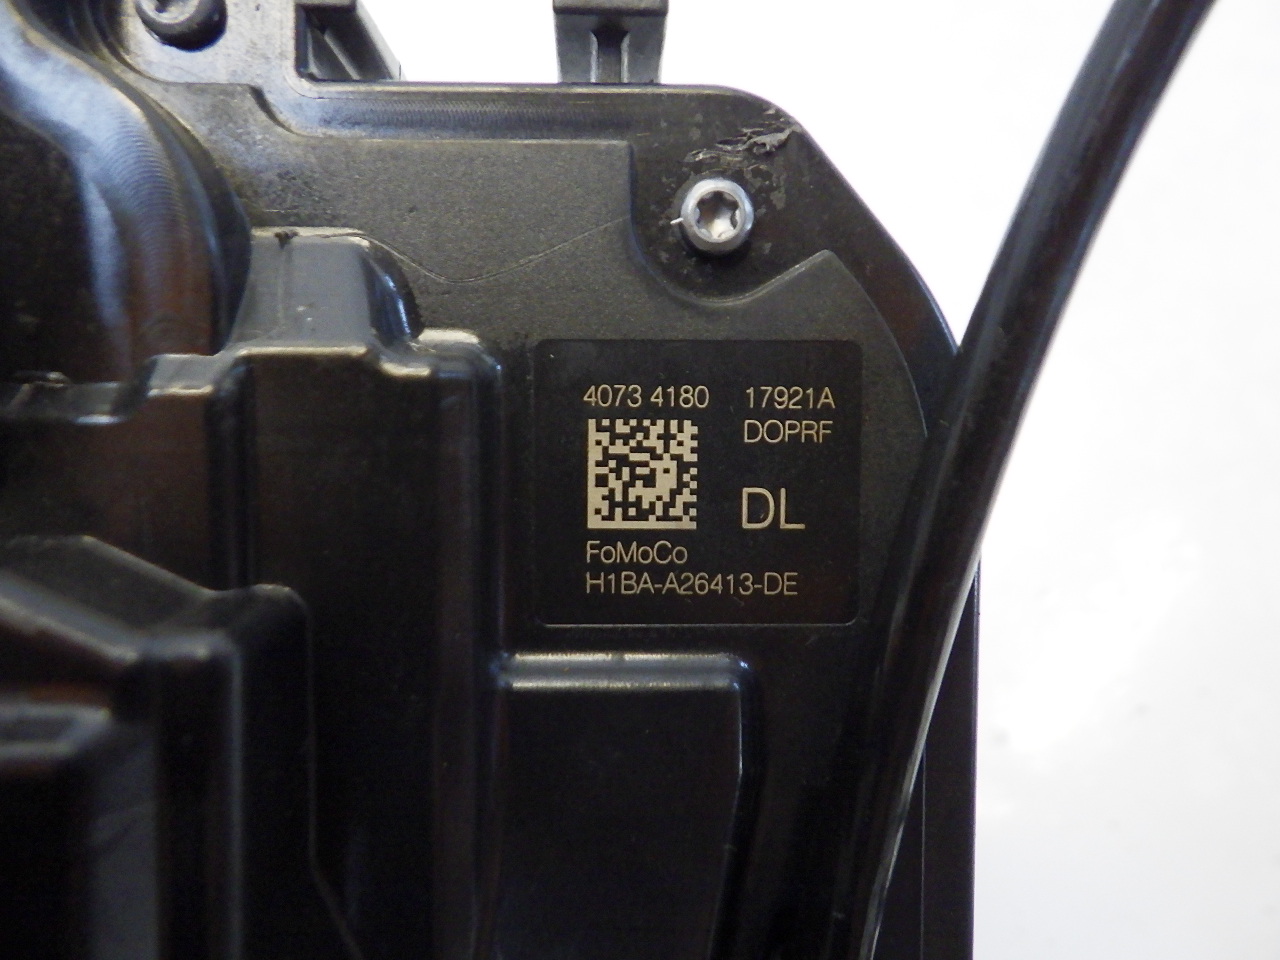 4073 4180 17921A
DOPRF
DL
FoMoCo
H1BA-A26413-DE